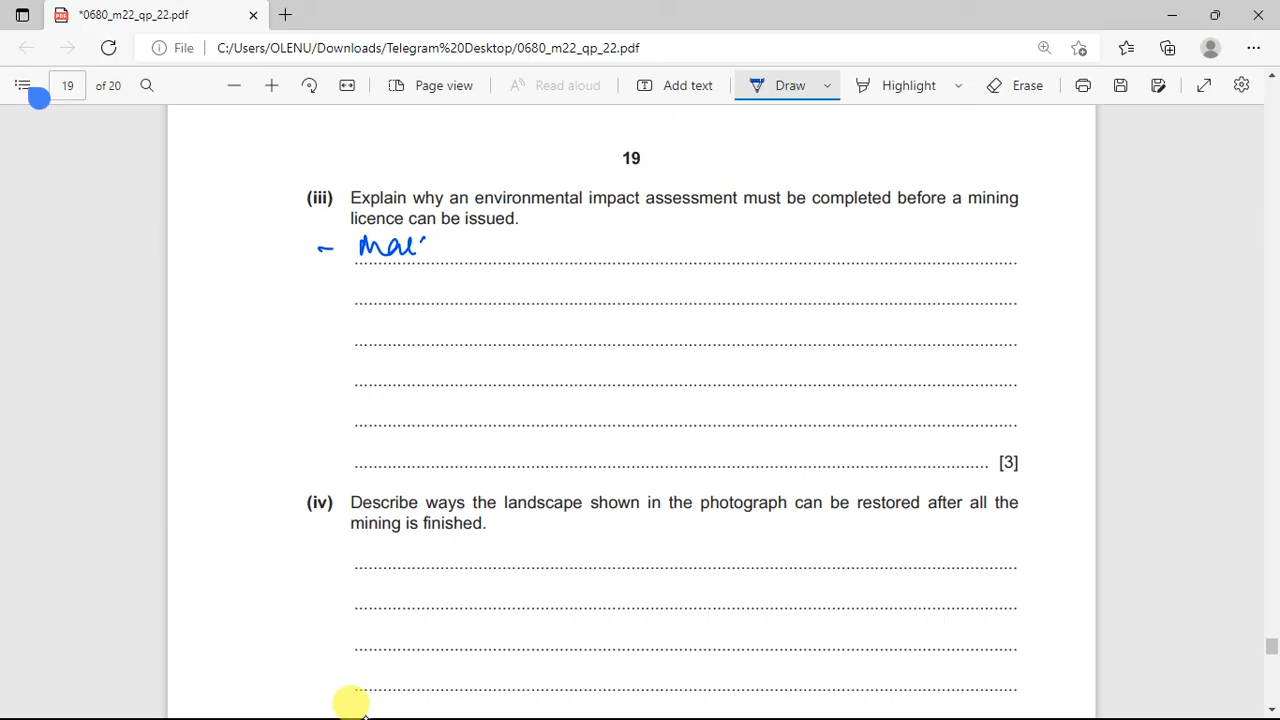 *0680_m22_qp_22.pdf
File C:/Users/OLENU/Downloads/Telegram%20Desktop/0680_m22_qp_22.pdf
19 of 20 Page view Read aloud Add text Draw Highlight Erase
19
(iii) Explain why an environmental impact assessment must be completed before a mining
licence can be issued.
–
..........
..........
..........
..........
.......... [3]
(iv) Describe ways the landscape shown in the photograph can be restored after all the
mining is finished.
..........
..........
..........
..........